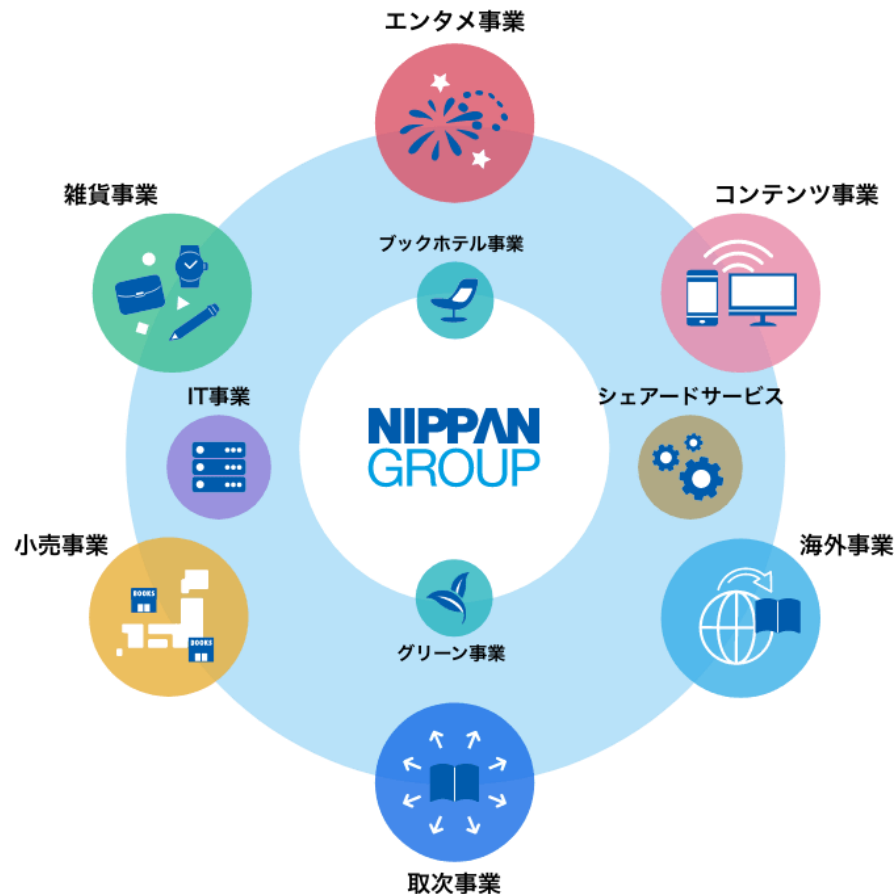 エンタメ事業
雑貨事業
コンテンツ事業
ブックホテル事業
IT事業
シェアードサービス
NIPPAN
GROUP
小売事業
海外事業
BOOKS
BOOKS
グリーン事業
取次事業